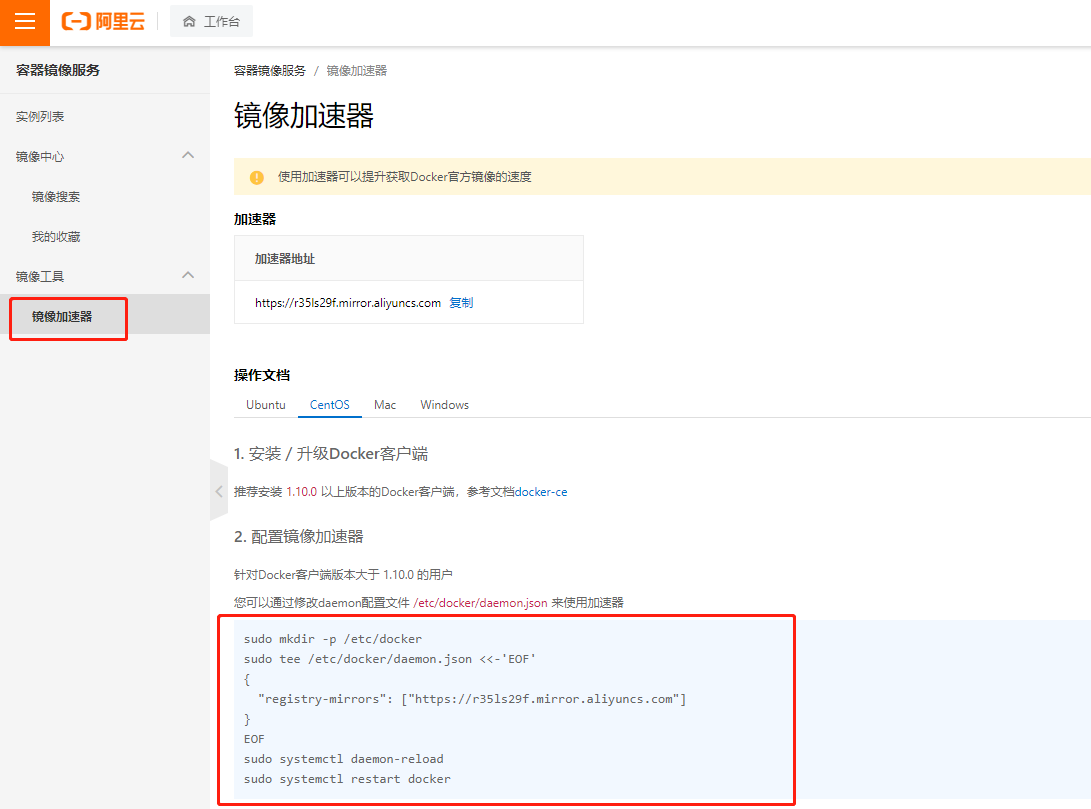 阿里云
工作台
容器镜像服务
实例列表
镜像中心
镜像搜索
我的收藏
镜像工具
镜像加速器
容器镜像服务 / 镜像加速器
镜像加速器
使用加速器可以提升获取Docker官方镜像的速度
加速器
加速器地址
https://r35ls29f.mirror.aliyuncs.com 复制
操作文档
Ubuntu CentOS Mac Windows
1. 安装 / 升级Docker客户端
推荐安装 1.10.0 以上版本的Docker客户端，参考文档docker-ce
2. 配置镜像加速器
针对Docker客户端版本大于 1.10.0 的用户
您可以通过修改daemon配置文件 /etc/docker/daemon.json 来使用加速器
sudo mkdir -p /etc/docker
sudo tee /etc/docker/daemon.json <<-'EOF'
{
  "registry-mirrors": ["https://r35ls29f.mirror.aliyuncs.com"]
}
EOF
sudo systemctl daemon-reload
sudo systemctl restart docker